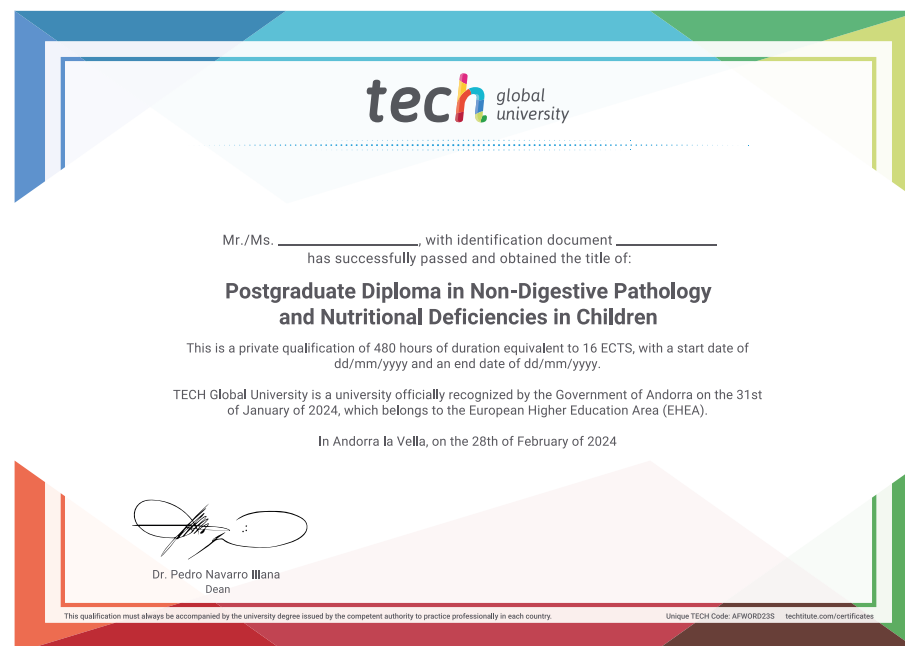 tech global
university
Mr./Ms. ____________, with identification document ____________
has successfully passed and obtained the title of:
Postgraduate Diploma in Non-Digestive Pathology
and Nutritional Deficiencies in Children
This is a private qualification of 480 hours of duration equivalent to 16 ECTS, with a start date of
dd/mm/yyyy and an end date of dd/mm/yyyy.
TECH Global University is a university officially recognized by the Government of Andorra on the 31st
of January of 2024, which belongs to the European Higher Education Area (EHEA).
In Andorra la Vella, on the 28th of February of 2024
Dr. Pedro Navarro Illana
Dean
This qualification must always be accompanied by the university degree issued by the competent authority to practice professionally in each country.
Unique TECH Code: AFWORD23S techtitute.com/certificates